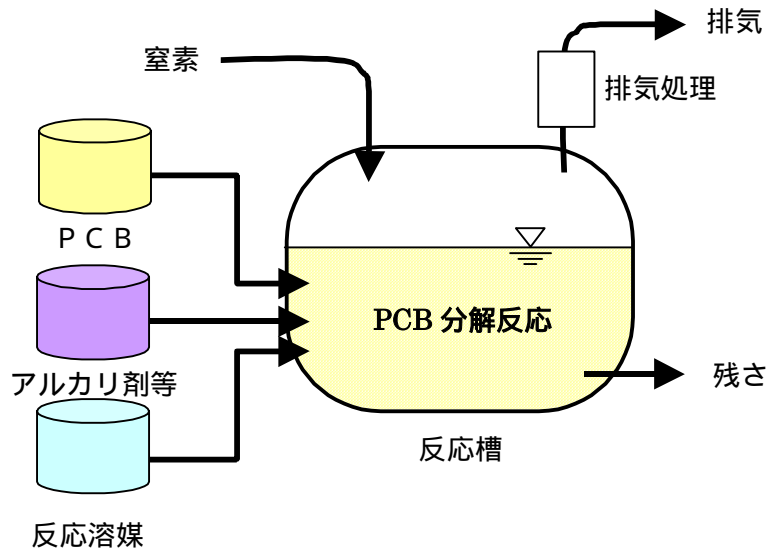 排気
窒素
排気処理
ＰＣＢ
PCB 分解反応
アルカリ剤等
残さ
反応槽
反応溶媒